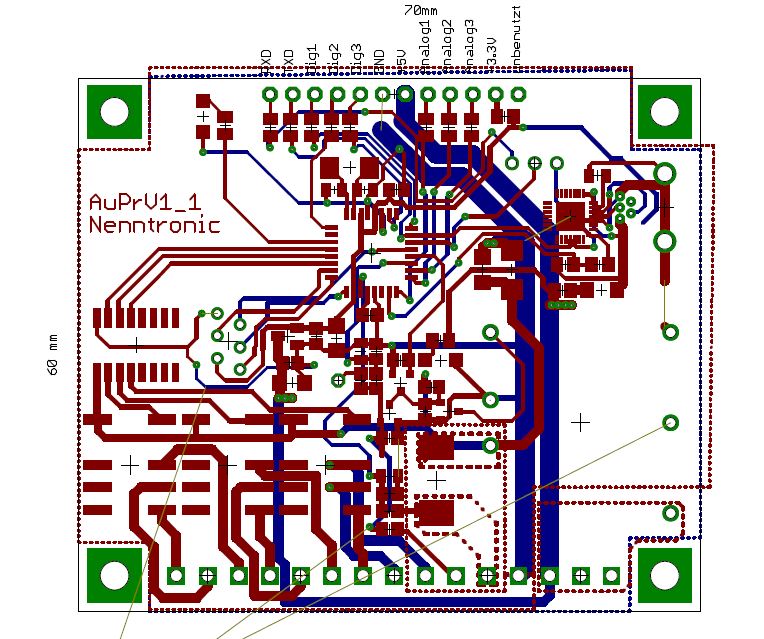 70mm
RXD
TXD
Dig1
Dig2
Dig3
GND
+5V
Analog1
Analog2
Analog3
3.3V
unbenutzt
AuPrV1_1
Nenntronic
60 mm